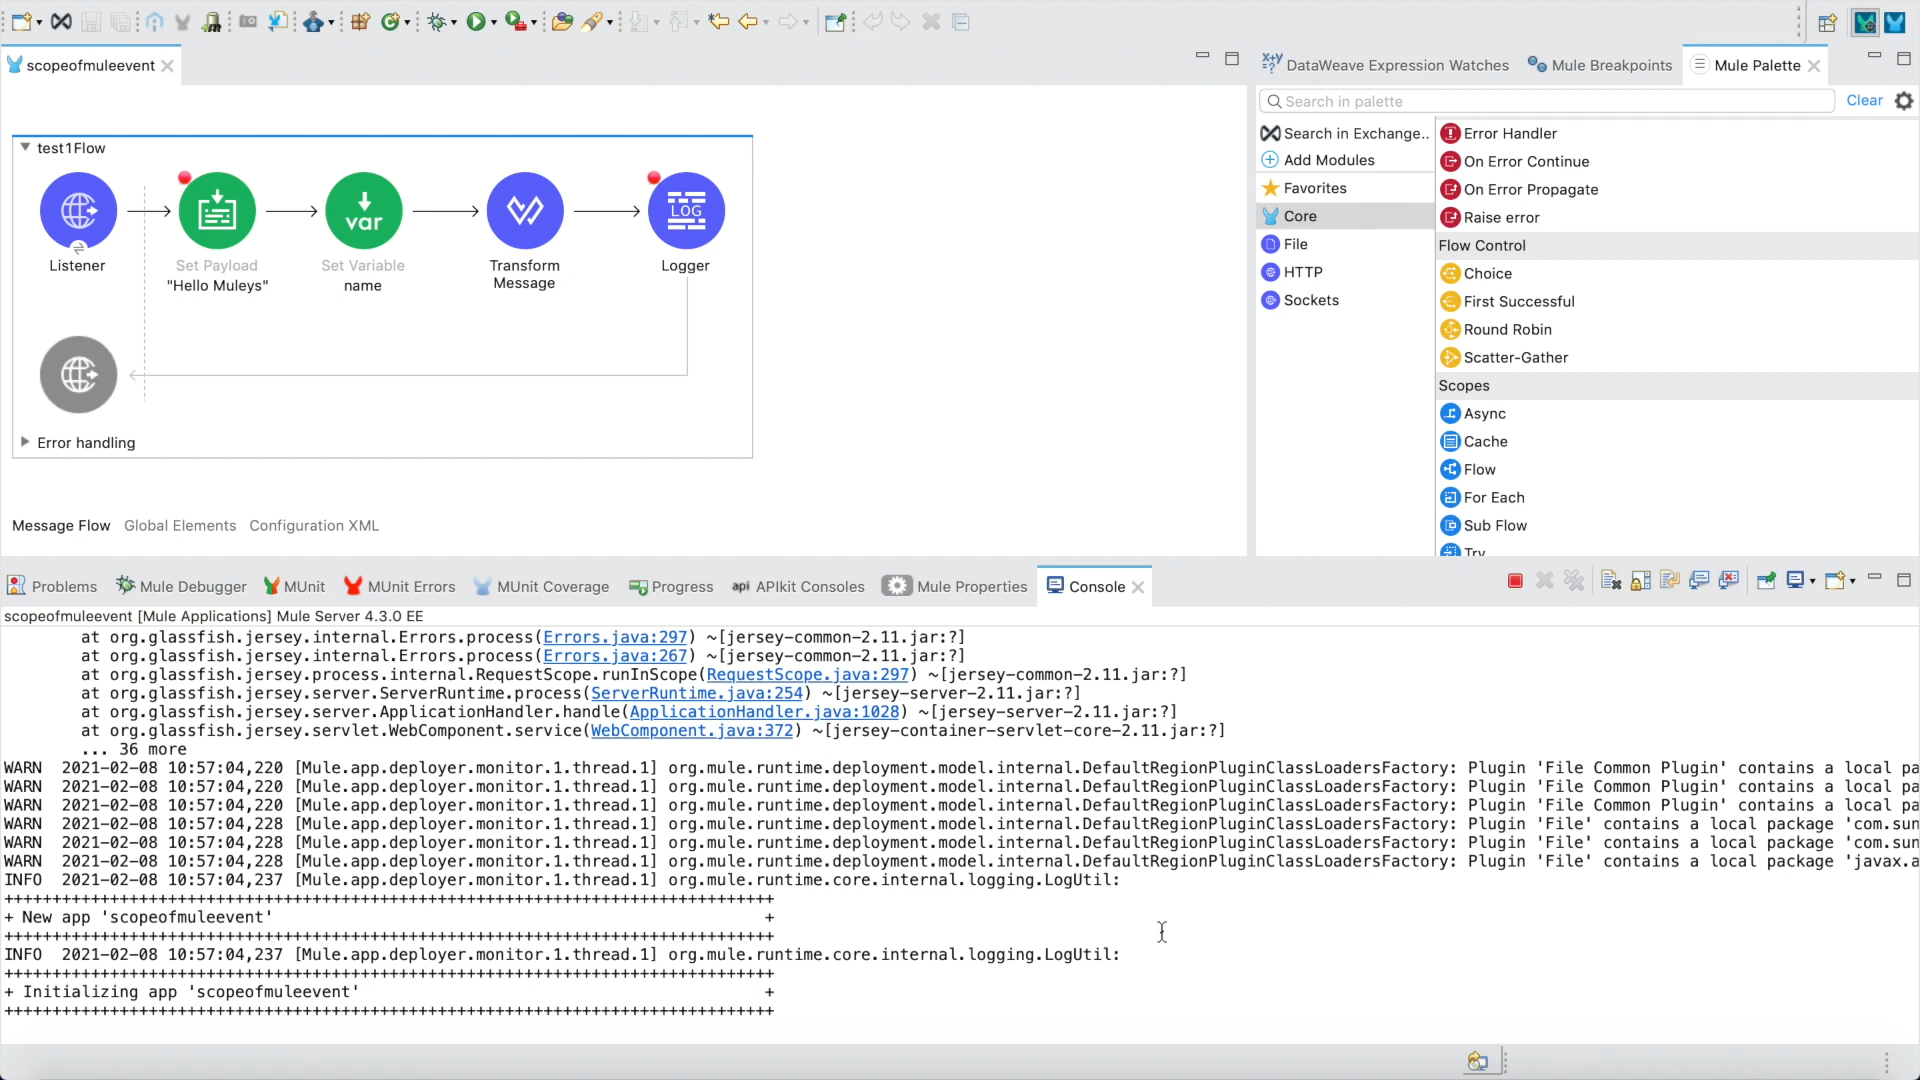 scopeofmuleevent
DataWeave Expression Watches
Mule Breakpoints
Mule Palette
Search in palette
Clear
test1Flow
var
LOG
Listener
Set Payload
"Hello Muleys"
Set Variable
name
Transform
Message
Logger
Error handling
Message Flow
Global Elements
Configuration XML
Search in Exchange..
Add Modules
Favorites
Core
File
HTTP
Sockets
Error Handler
On Error Continue
On Error Propagate
Raise error
Flow Control
Choice
First Successful
Round Robin
Scatter-Gather
Scopes
Async
Cache
Flow
For Each
Sub Flow
Try
Problems
Mule Debugger
MUnit
MUnit Errors
MUnit Coverage
Progress
api APIkit Consoles
Mule Properties
Console
scopeofmuleevent [Mule Applications] Mule Server 4.3.0 EE
at org.glassfish.jersey.internal.Errors.process(Errors.java:297) ~[jersey-common-2.11.jar:?]
at org.glassfish.jersey.internal.Errors.process(Errors.java:267) ~[jersey-common-2.11.jar:?]
at org.glassfish.jersey.process.internal.RequestScope.runInScope(RequestScope.java:297) ~[jersey-common-2.11.jar:?]
at org.glassfish.jersey.server.ServerRuntime.process(ServerRuntime.java:254) ~[jersey-server-2.11.jar:?]
at org.glassfish.jersey.server.ApplicationHandler.handle(ApplicationHandler.java:1028) ~[jersey-server-2.11.jar:?]
at org.glassfish.jersey.servlet.WebComponent.service(WebComponent.java:372) ~[jersey-container-servlet-core-2.11.jar:?]
... 36 more
WARN 2021-02-08 10:57:04,220 [Mule.app.deployer.monitor.1.thread.1] org.mule.runtime.deployment.model.internal.DefaultRegionPluginClassLoadersFactory: Plugin 'File Common Plugin' contains a local pa
WARN 2021-02-08 10:57:04,220 [Mule.app.deployer.monitor.1.thread.1] org.mule.runtime.deployment.model.internal.DefaultRegionPluginClassLoadersFactory: Plugin 'File Common Plugin' contains a local pa
WARN 2021-02-08 10:57:04,220 [Mule.app.deployer.monitor.1.thread.1] org.mule.runtime.deployment.model.internal.DefaultRegionPluginClassLoadersFactory: Plugin 'File Common Plugin' contains a local pa
WARN 2021-02-08 10:57:04,228 [Mule.app.deployer.monitor.1.thread.1] org.mule.runtime.deployment.model.internal.DefaultRegionPluginClassLoadersFactory: Plugin 'File' contains a local package 'com.sun
WARN 2021-02-08 10:57:04,228 [Mule.app.deployer.monitor.1.thread.1] org.mule.runtime.deployment.model.internal.DefaultRegionPluginClassLoadersFactory: Plugin 'File' contains a local package 'com.sun
WARN 2021-02-08 10:57:04,228 [Mule.app.deployer.monitor.1.thread.1] org.mule.runtime.deployment.model.internal.DefaultRegionPluginClassLoadersFactory: Plugin 'File' contains a local package 'javax.a
INFO 2021-02-08 10:57:04,237 [Mule.app.deployer.monitor.1.thread.1] org.mule.runtime.core.internal.logging.LogUtil:
++++++++++++++++++++++++++++++++++++++++++++++++++++++++++++++++++++++++++++++++
+ New app 'scopeofmuleevent' +
++++++++++++++++++++++++++++++++++++++++++++++++++++++++++++++++++++++++++++++++
INFO 2021-02-08 10:57:04,237 [Mule.app.deployer.monitor.1.thread.1] org.mule.runtime.core.internal.logging.LogUtil:
++++++++++++++++++++++++++++++++++++++++++++++++++++++++++++++++++++++++++++++++
+ Initializing app 'scopeofmuleevent' +
++++++++++++++++++++++++++++++++++++++++++++++++++++++++++++++++++++++++++++++++